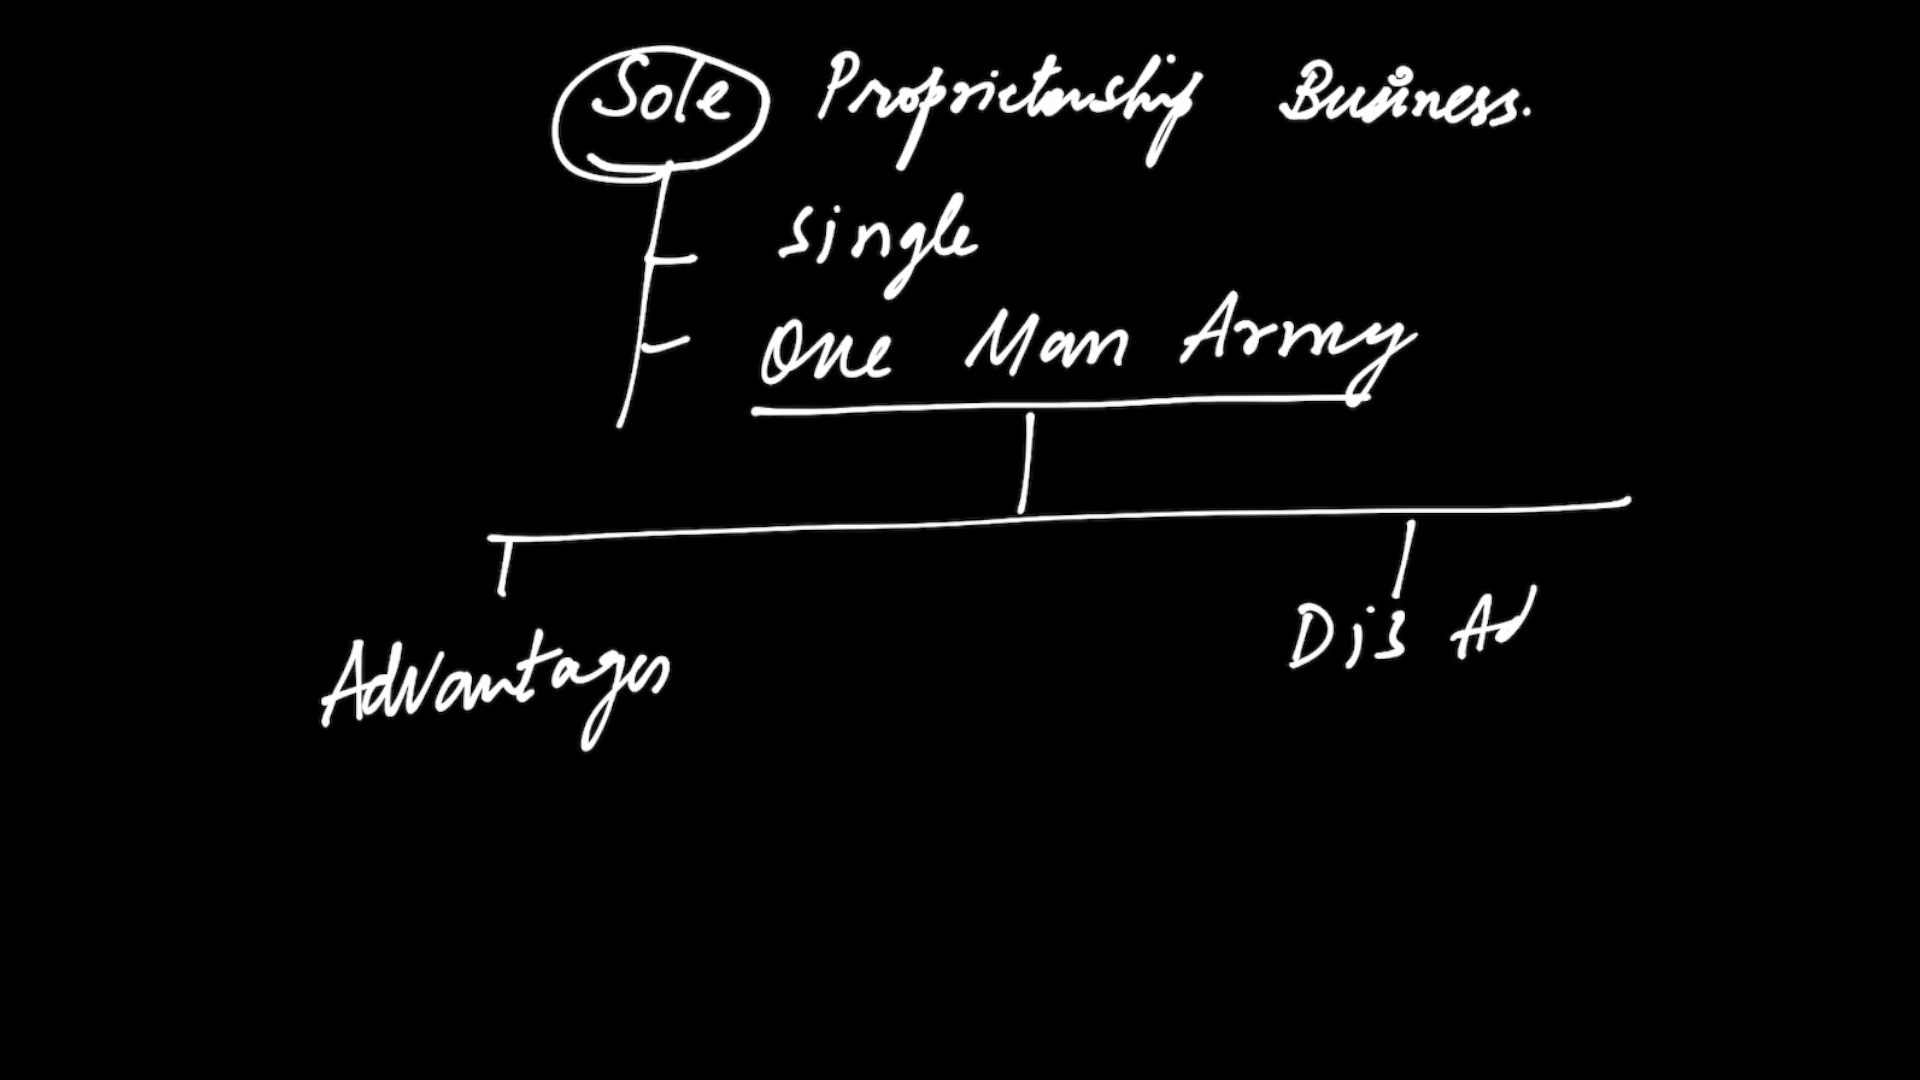 Sole Proprietorship Business.
single
One Man Army
Advantages
Dis Ad